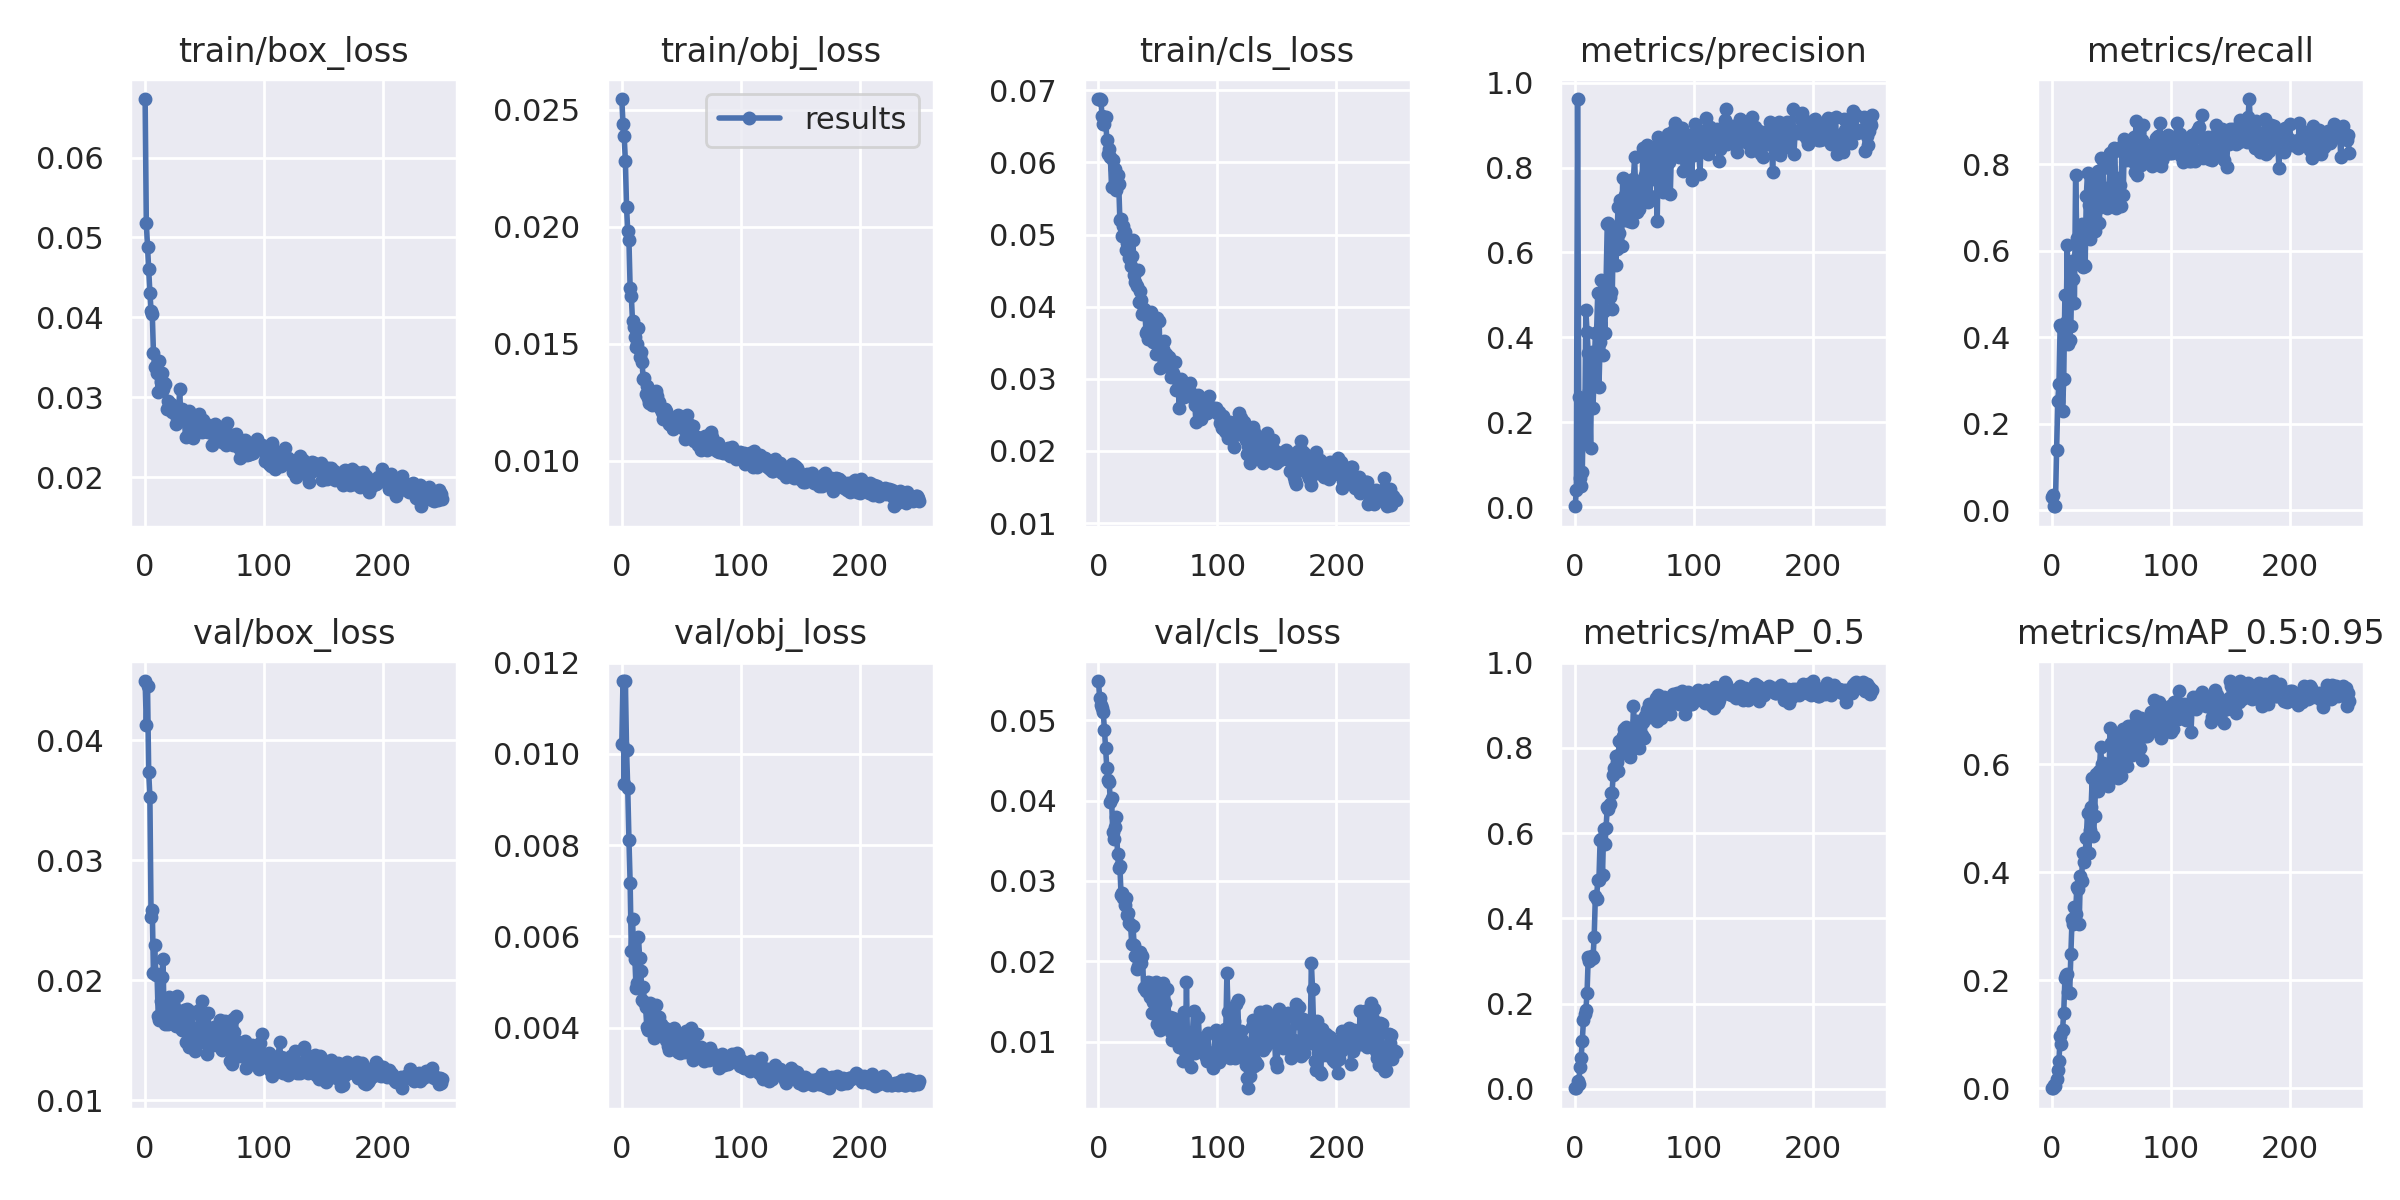 train/box_loss
train/obj_loss
train/cls_loss
metrics/precision
metrics/recall
0.06
0.05
0.04
0.03
0.02
0 100 200
results
0.025
0.020
0.015
0.010
0 100 200
0.07
0.06
0.05
0.04
0.03
0.02
0.01
0 100 200
1.0
0.8
0.6
0.4
0.2
0.0
0 100 200
0.8
0.6
0.4
0.2
0.0
0 100 200
val/box_loss
val/obj_loss
val/cls_loss
metrics/mAP_0.5
metrics/mAP_0.5:0.95
0.04
0.03
0.02
0.01
0 100 200
0.012
0.010
0.008
0.006
0.004
0 100 200
0.05
0.04
0.03
0.02
0.01
0 100 200
1.0
0.8
0.6
0.4
0.2
0.0
0 100 200
0.6
0.4
0.2
0.0
0 100 200